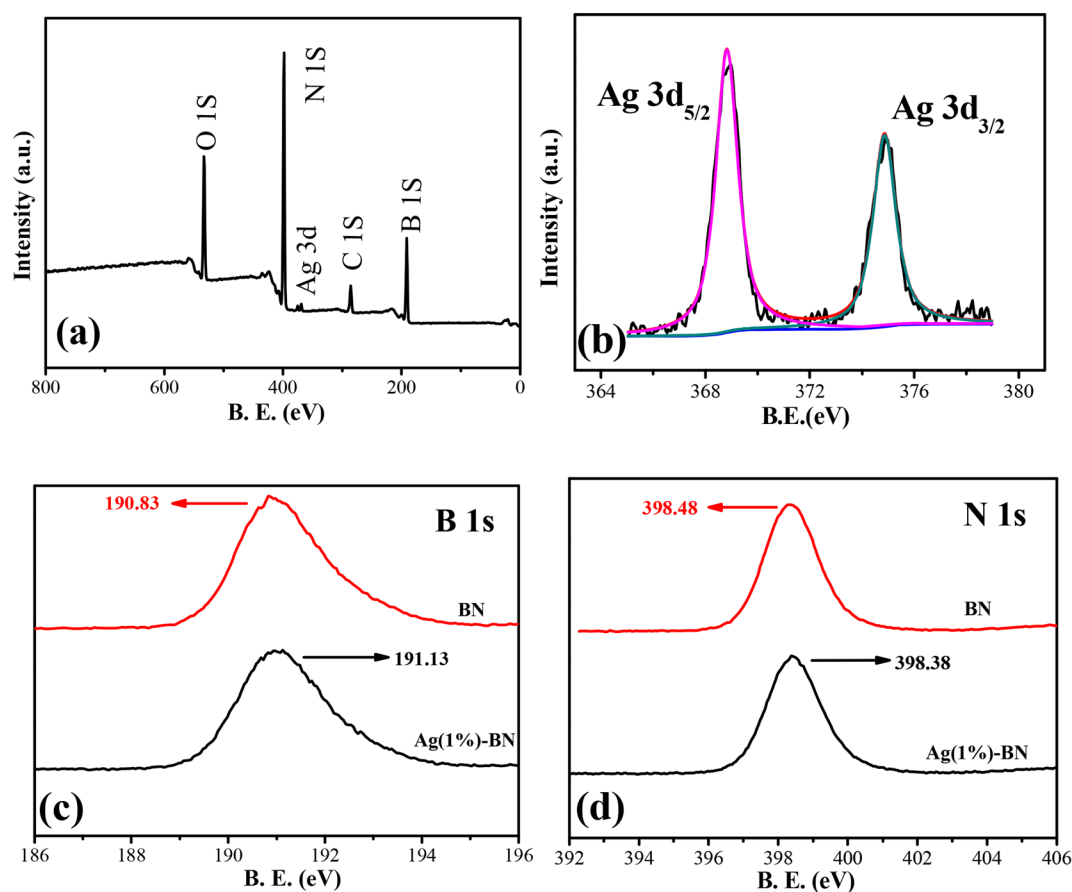 Intensity (a.u.)
O 1S
N 1S
Ag 3d
C 1S
B 1S
(a)
800 600 400 200 0
B. E. (eV)
Intensity (a.u.)
Ag 3d5/2
Ag 3d3/2
(b)
364 368 372 376 380
B.E.(eV)
190.83
B 1s
BN
191.13
Ag(1%)-BN
(c)
186 188 190 192 194 196
B. E. (eV)
398.48
N 1s
BN
398.38
Ag(1%)-BN
(d)
392 394 396 398 400 402 404 406
B. E. (eV)